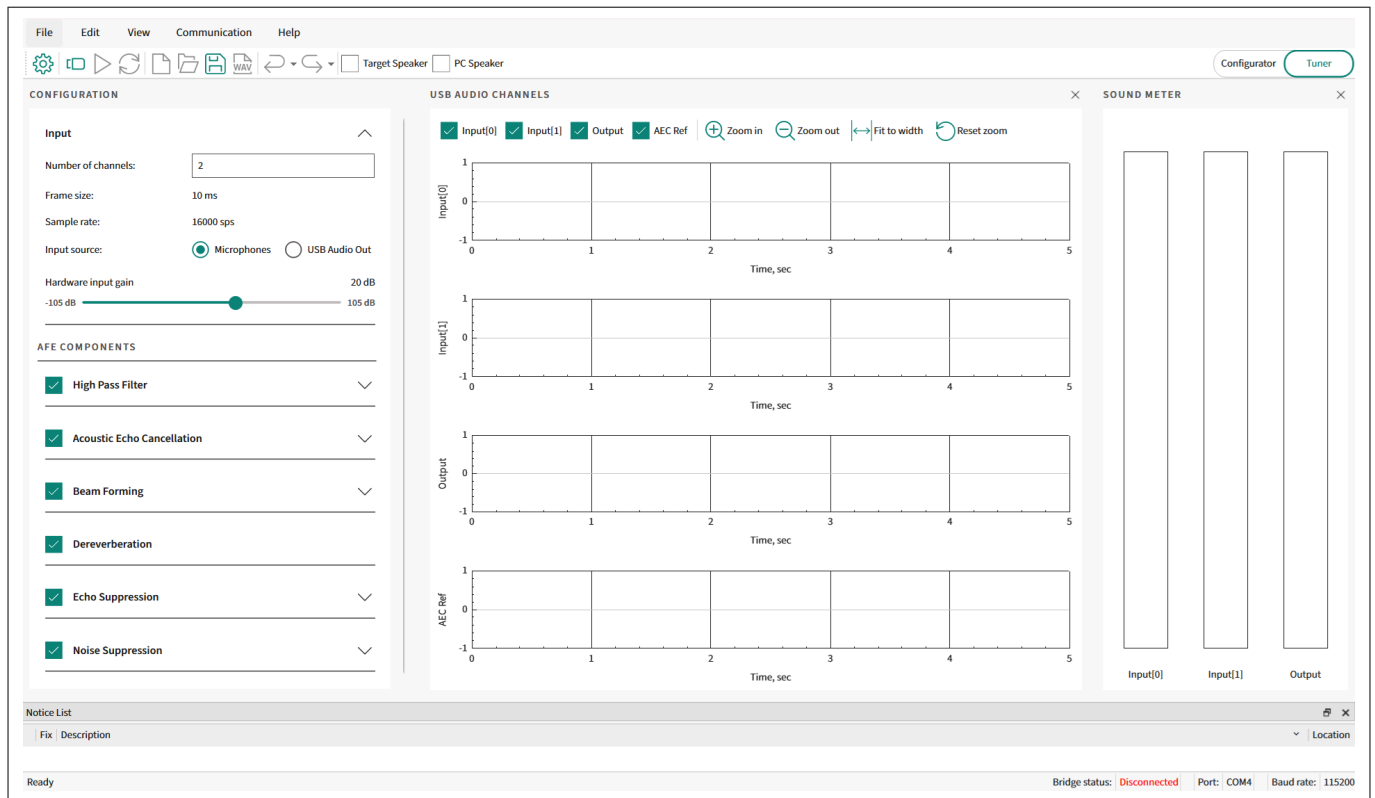 File Edit View Communication Help
WAV Target Speaker PC Speaker Configurator Tuner
CONFIGURATION
Input
Number of channels: 2
Frame size: 10 ms
Sample rate: 16000 sps
Input source: Microphones USB Audio Out
Hardware input gain 20 dB
-105 dB 105 dB
AFE COMPONENTS
High Pass Filter
Acoustic Echo Cancellation
Beam Forming
Dereverberation
Echo Suppression
Noise Suppression
USB AUDIO CHANNELS
Input[0] Input[1] Output AEC Ref Zoom in Zoom out Fit to width Reset zoom
1
Input[0]
0
-1
0 1 2 3 4 5
Time, sec
1
Input[1]
0
-1
0 1 2 3 4 5
Time, sec
1
Output
0
-1
0 1 2 3 4 5
Time, sec
1
AEC Ref
0
-1
0 1 2 3 4 5
Time, sec
SOUND METER
Input[0] Input[1] Output
Notice List
Fix Description Location
Ready Bridge status: Disconnected Port: COM4 Baud rate: 115200